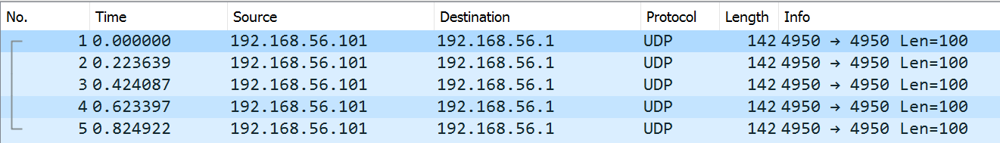 No. Time Source Destination Protocol Length Info
1 0.000000 192.168.56.101 192.168.56.1 UDP 142 4950 → 4950 Len=100
2 0.223639 192.168.56.101 192.168.56.1 UDP 142 4950 → 4950 Len=100
3 0.424087 192.168.56.101 192.168.56.1 UDP 142 4950 → 4950 Len=100
4 0.623397 192.168.56.101 192.168.56.1 UDP 142 4950 → 4950 Len=100
5 0.824922 192.168.56.101 192.168.56.1 UDP 142 4950 → 4950 Len=100